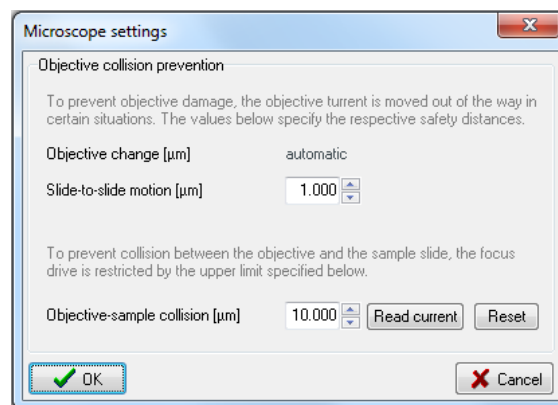 Microscope settings
Objective collision prevention
To prevent objective damage, the objective turrent is moved out of the way in
certain situations. The values below specify the respective safety distances.
Objective change [µm] automatic
Slide-to-slide motion [µm] 1.000
To prevent collision between the objective and the sample slide, the focus
drive is restricted by the upper limit specified below.
Objective-sample collision [µm] 10.000 Read current Reset
OK Cancel